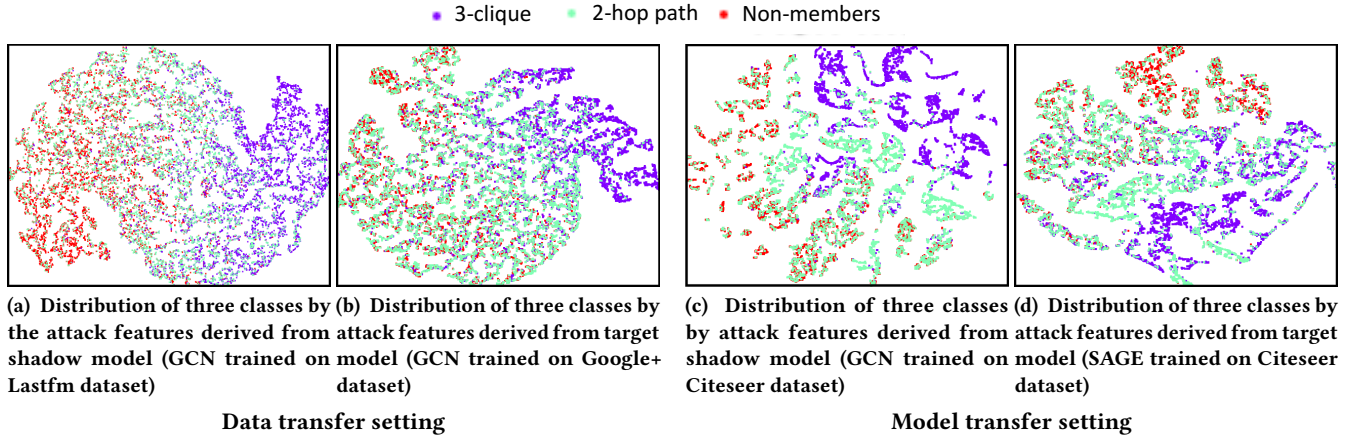 3-clique 2-hop path Non-members
(a) Distribution of three classes by
the attack features derived from
shadow model (GCN trained on
Lastfm dataset)
(b) Distribution of three classes by
attack features derived from target
model (GCN trained on Google+
dataset)
(c) Distribution of three classes
by attack features derived from
shadow model (GCN trained on
Citeseer dataset)
(d) Distribution of three classes by
attack features derived from target
model (SAGE trained on Citeseer
dataset)
Data transfer setting
Model transfer setting